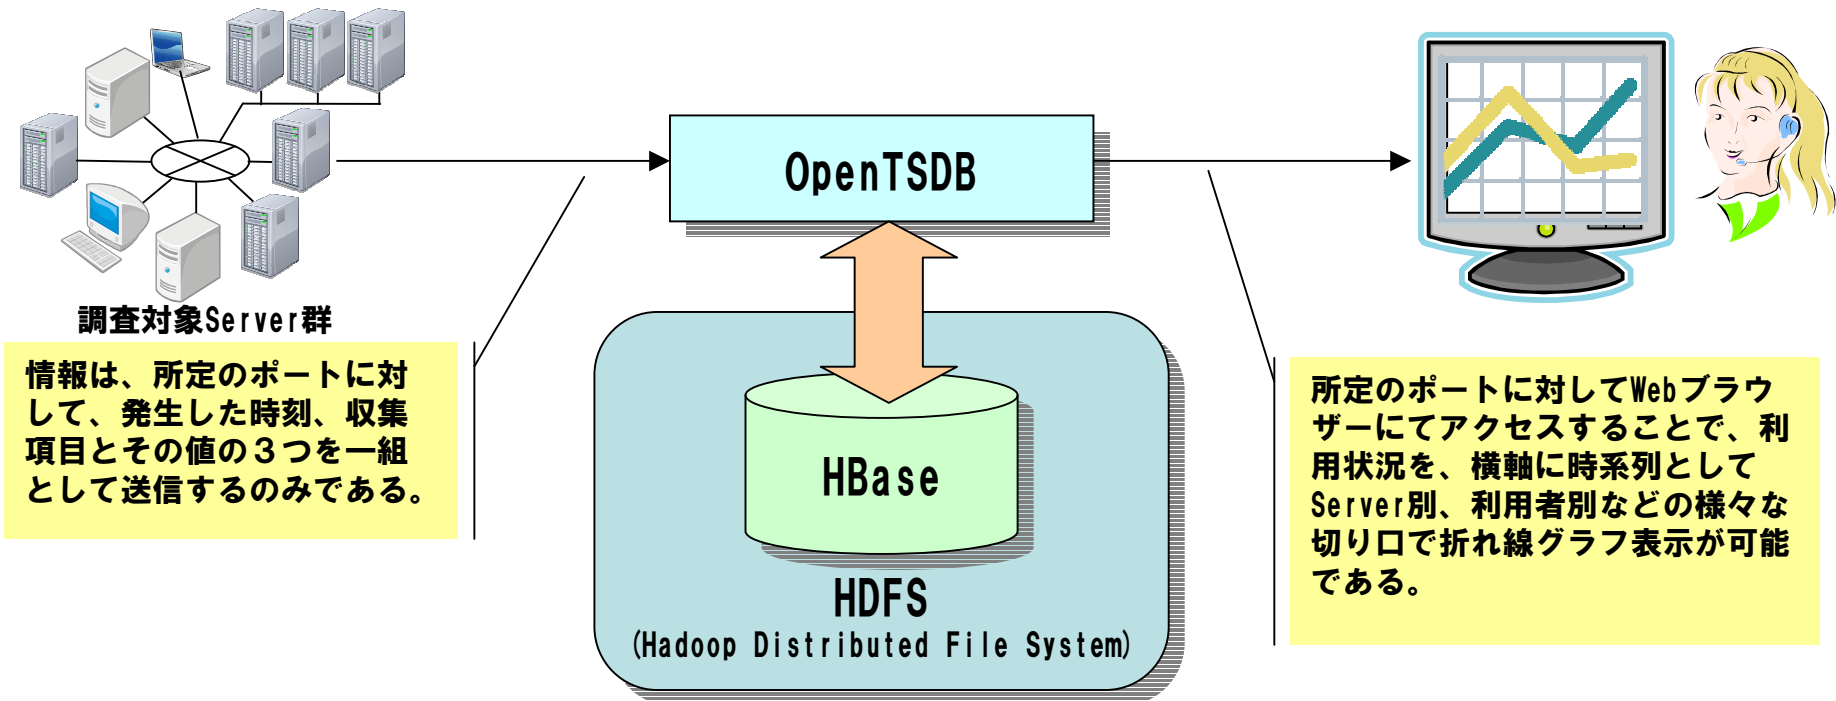 調査対象Server群
情報は、所定のポートに対
して、発生した時刻、収集
項目とその値の３つを一組
として送信するのみである。
OpenTSDB
HBase
HDFS
(Hadoop Distributed File System)
所定のポートに対してWebブラウ
ザーにてアクセスすることで、利
用状況を、横軸に時系列として
Server別、利用者別などの様々な
切り口で折れ線グラフ表示が可能
である。